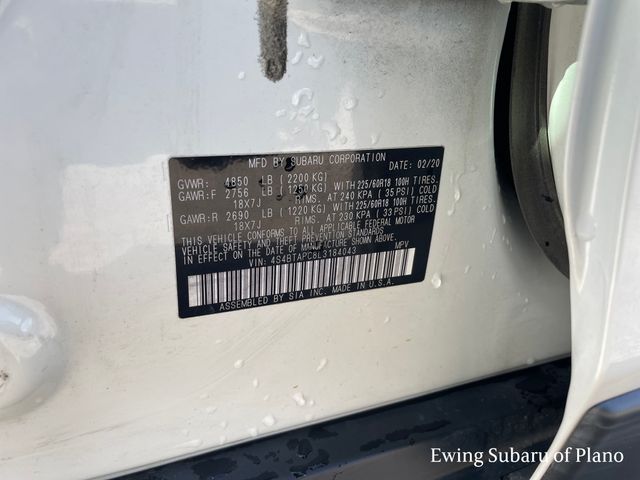 MFD BY SUBARU CORPORATION DATE: 02/20
GVWR: 4850 LB ( 2200 KG)
GAWR:F 2756 LB ( 1250 KG) WITH 225/60R18 100H TIRES.
18X7J RIMS. AT 240 KPA ( 35 PSI) COLD
GAWR:R 2690 LB ( 1220 KG) WITH 225/60R18 100H TIRES.
18X7J RIMS. AT 230 KPA ( 33 PSI) COLD
THIS VEHICLE CONFORMS TO ALL APPLICABLE FEDERAL MOTOR
VEHICLE SAFETY AND THEFT PREVENTION STANDARDS
IN EFFECT ON THE DATE OF MANUFACTURE SHOWN ABOVE.
VIN: 4S4BTAPC8L3184043 MPV
ASSEMBLED BY SIA INC. MADE IN U.S.A.
Ewing Subaru of Plano